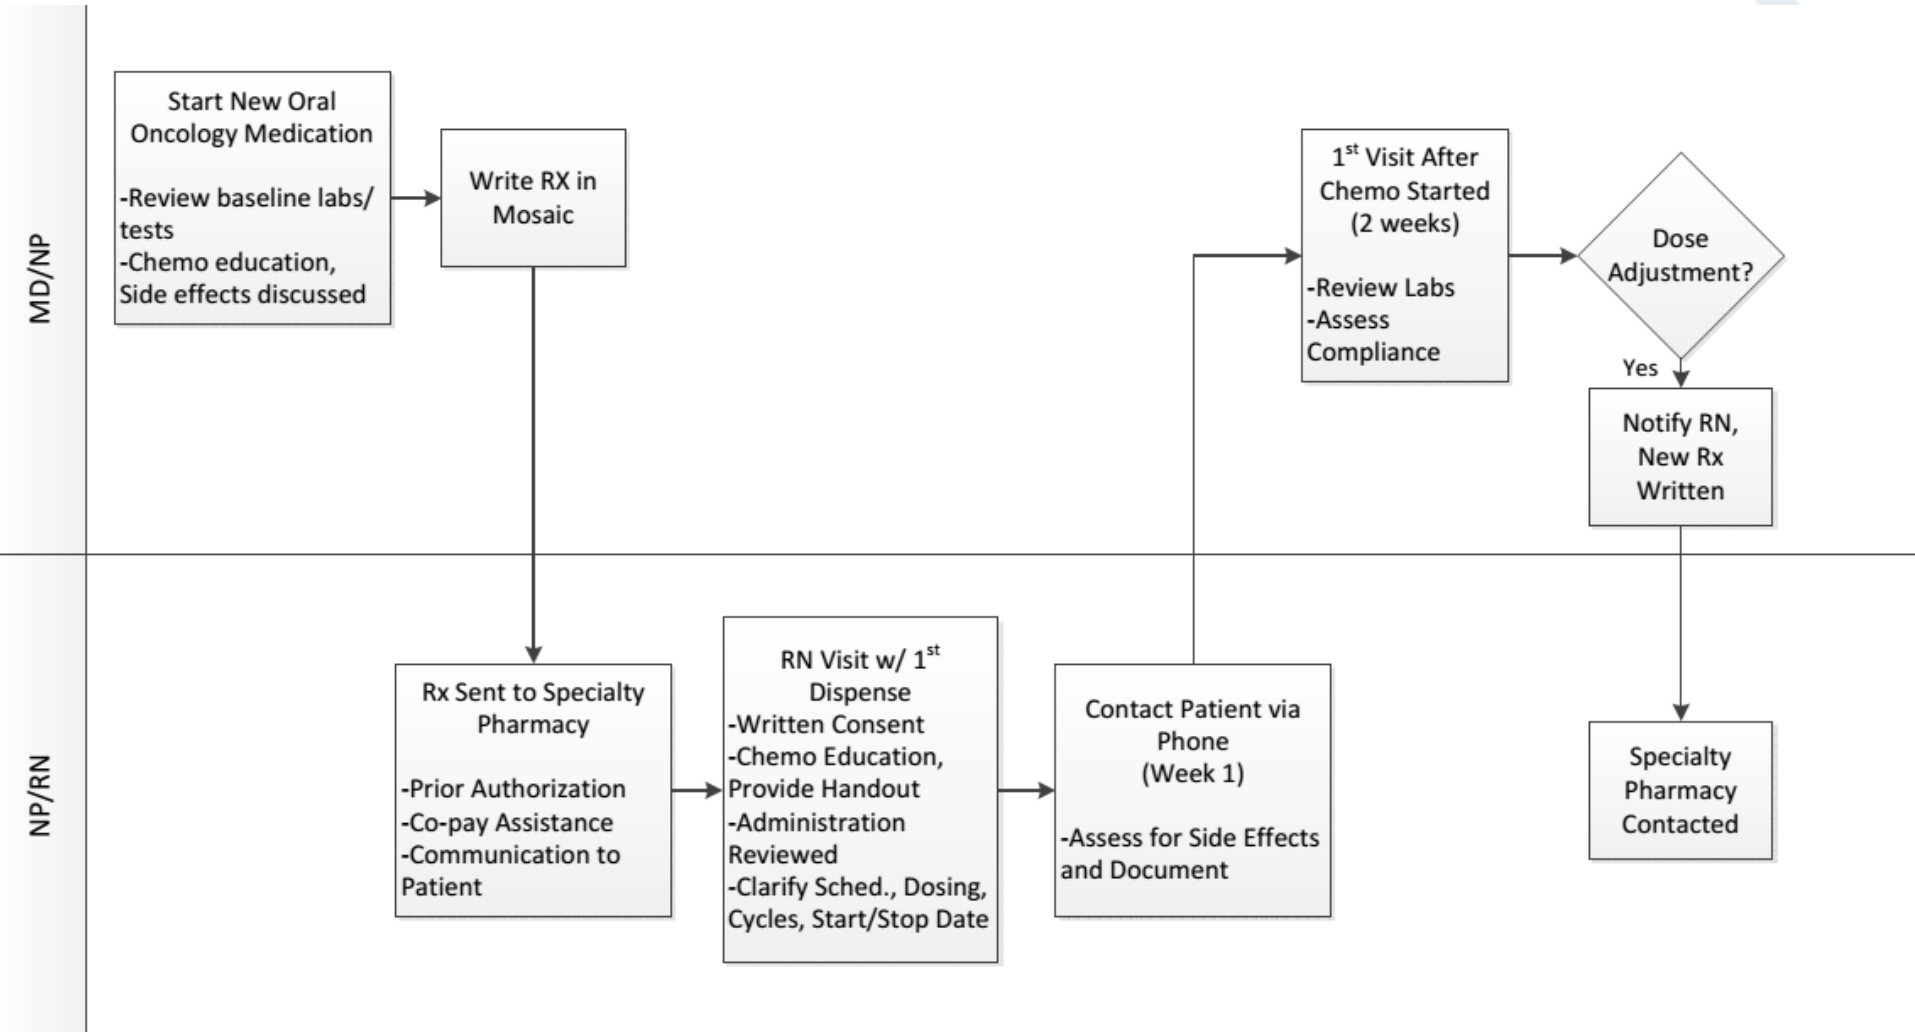 MD/NP
Start New Oral
Oncology Medication
-Review baseline labs/
tests
-Chemo education,
Side effects discussed
Write RX in
Mosaic
1st Visit After
Chemo Started
(2 weeks)
-Review Labs
-Assess
Compliance
Dose
Adjustment?
Yes
Notify RN,
New Rx
Written
NP/RN
Rx Sent to Specialty
Pharmacy
-Prior Authorization
-Co-pay Assistance
-Communication to
Patient
RN Visit w/ 1st
Dispense
-Written Consent
-Chemo Education,
Provide Handout
-Administration
Reviewed
-Clarify Sched., Dosing,
Cycles, Start/Stop Date
Contact Patient via
Phone
(Week 1)
-Assess for Side Effects
and Document
Specialty
Pharmacy
Contacted